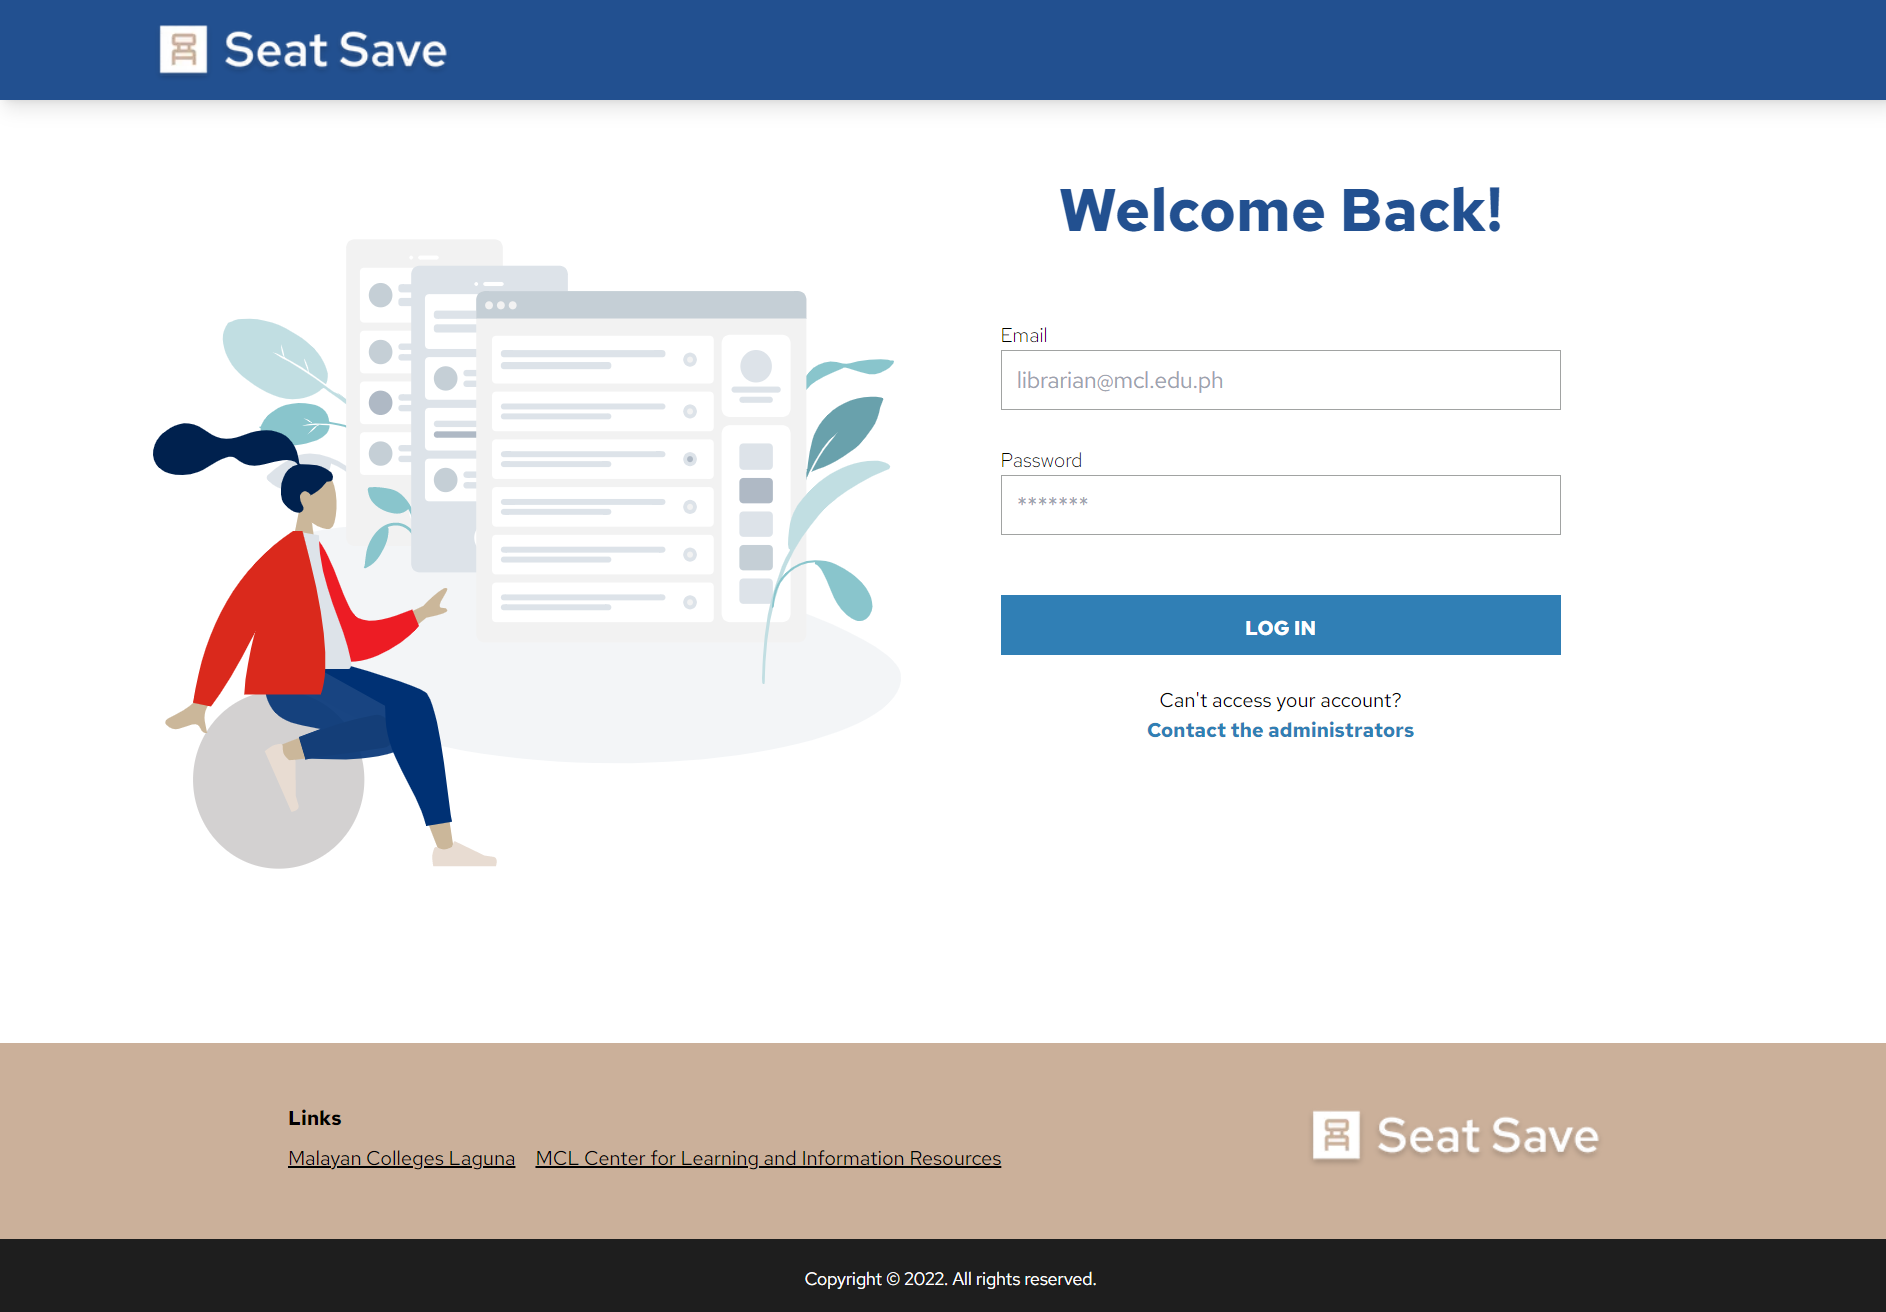 Seat Save
Welcome Back!
Email
librarian@mcl.edu.ph
Password
*******
LOG IN
Can't access your account?
Contact the administrators
Links
Malayan Colleges Laguna MCL Center for Learning and Information Resources
Seat Save
Copyright © 2022. All rights reserved.